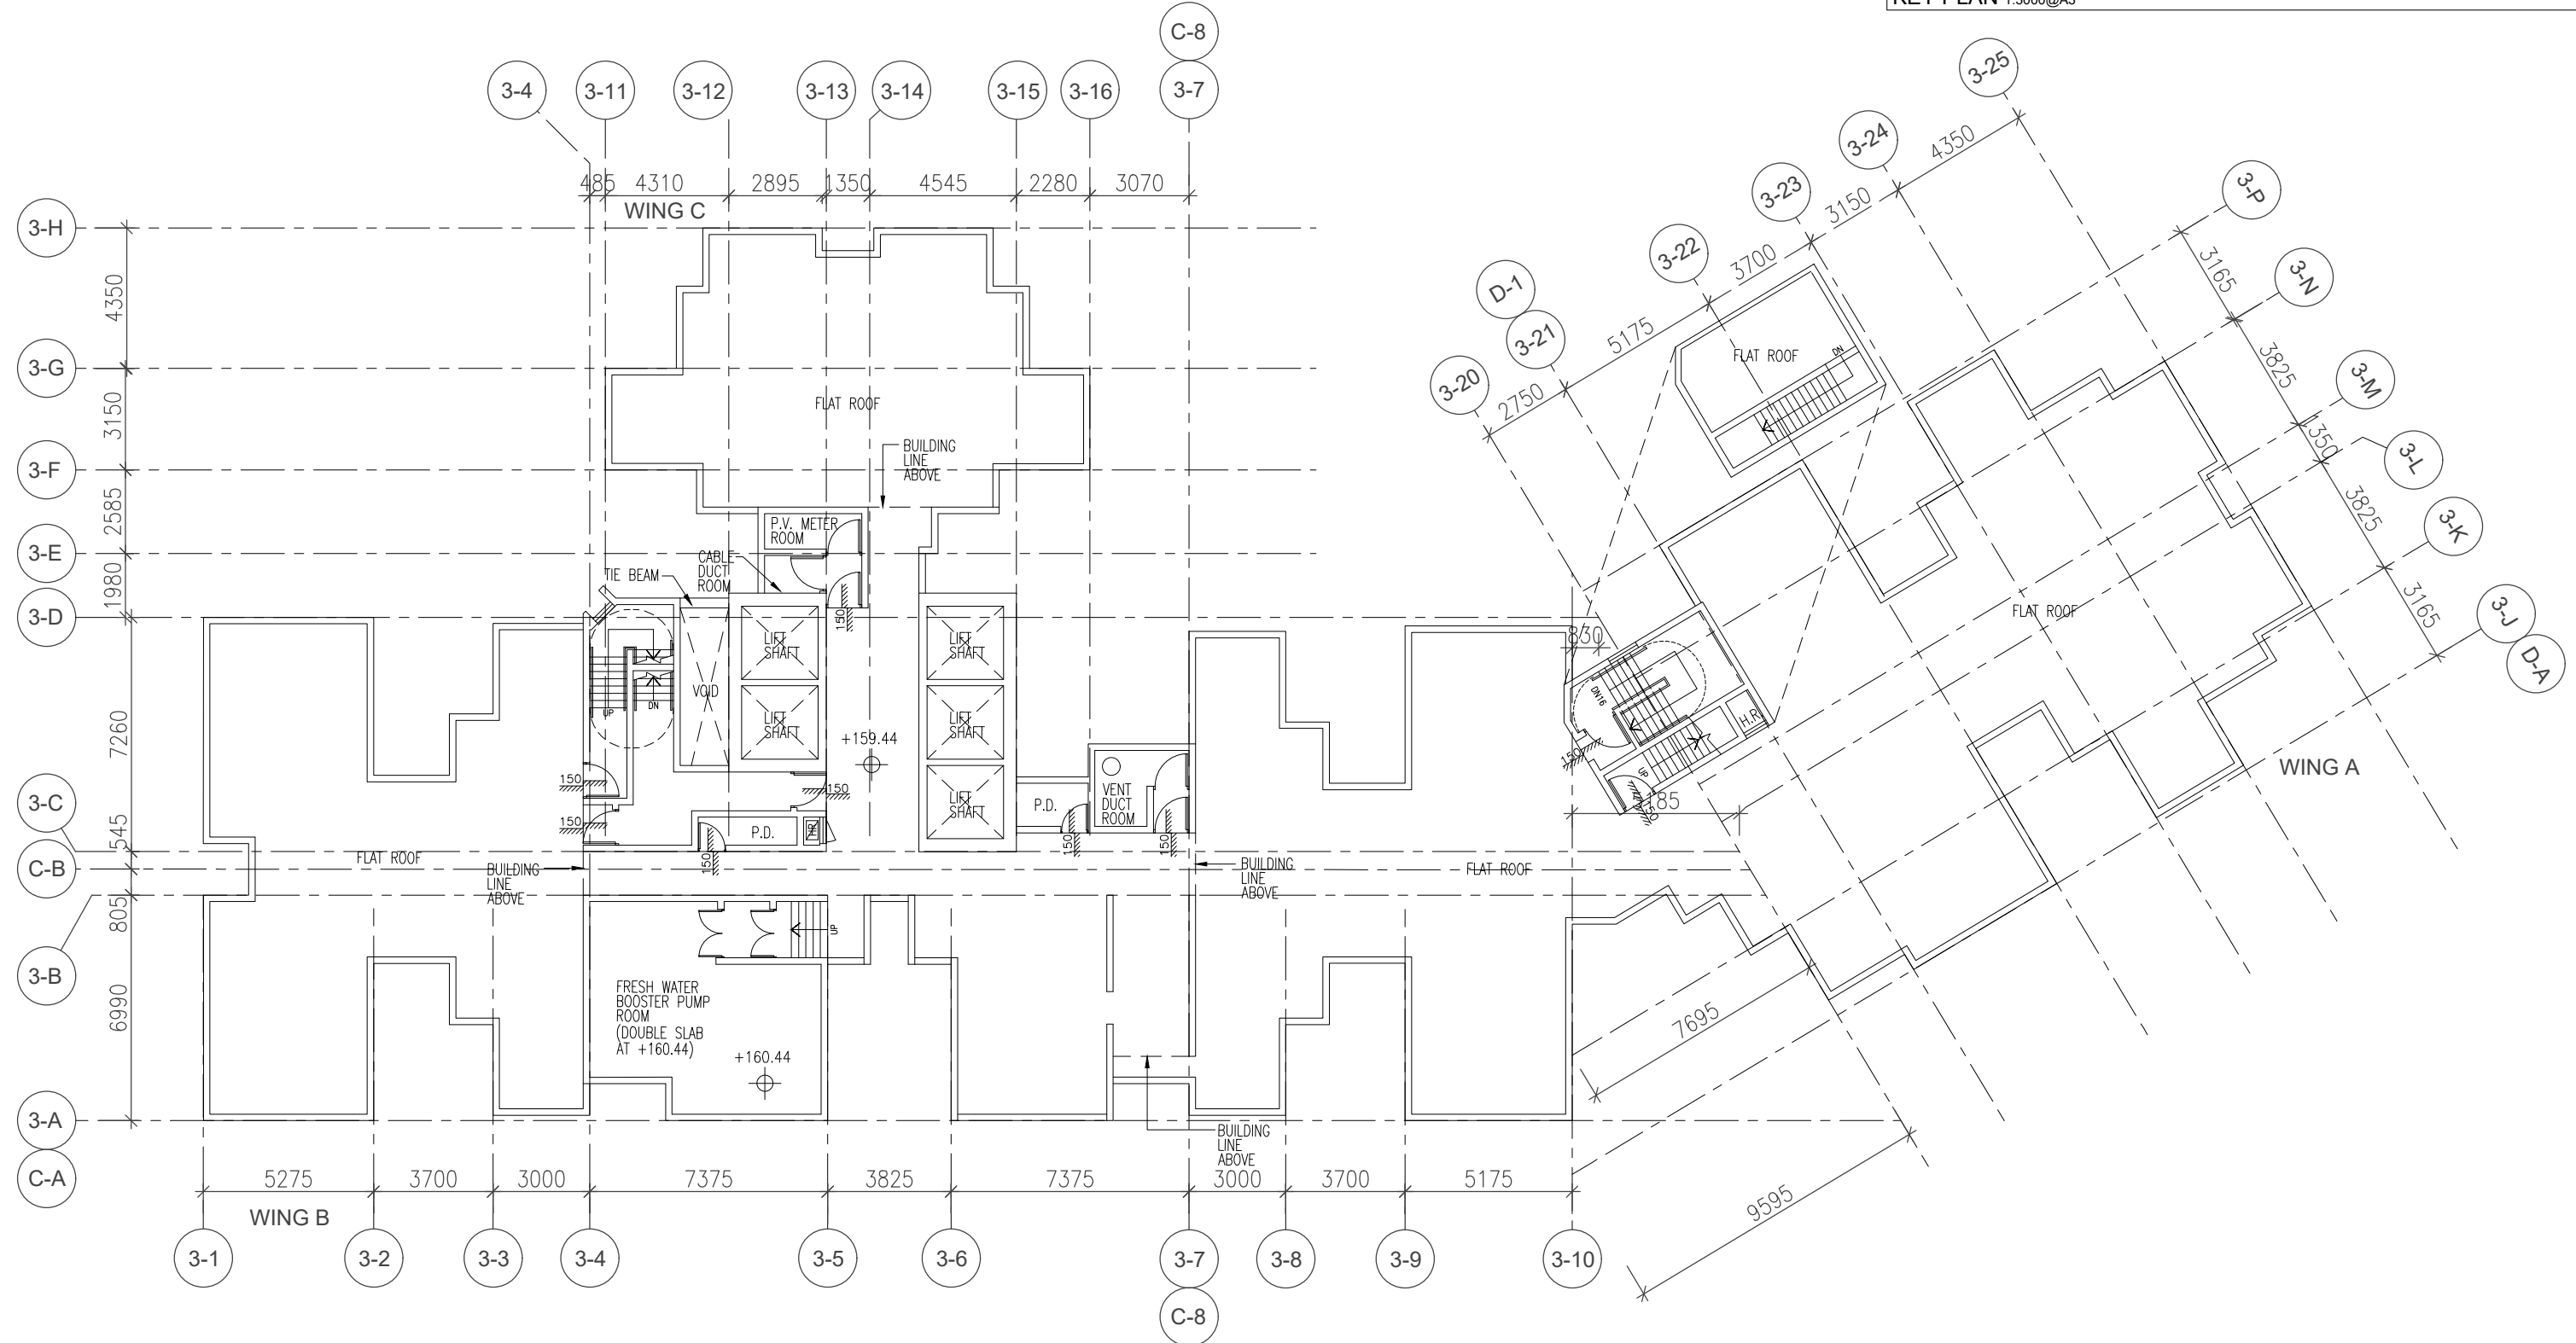 KEY PLAN 1:3000@A3
C-8
3-4
3-11
3-12
3-13
3-14
3-15
3-16
3-7
485
4310
2895
1350
4545
2280
3070
WING C
3-H
3-G
3-F
3-E
3-D
3-C
C-B
3-B
3-A
C-A
4350
3150
2585
1980
7260
545
805
6990
FLAT ROOF
BUILDING
LINE
ABOVE
P.V. METER
ROOM
CABLE
DUCT
ROOM
TIE BEAM
VOID
UP
DN
LIFT
SHAFT
LIFT
SHAFT
LIFT
SHAFT
LIFT
SHAFT
LIFT
SHAFT
+159.44
150
150
150
150
150
150
150
P.D.
HR
P.D.
VENT
DUCT
ROOM
FLAT ROOF
BUILDING
LINE
ABOVE
BUILDING
LINE
ABOVE
FLAT ROOF
UP
FRESH WATER
BOOSTER PUMP
ROOM
(DOUBLE SLAB
AT +160.44)
+160.44
BUILDING
LINE
ABOVE
5275
3700
3000
7375
3825
7375
3000
3700
5175
WING B
3-1
3-2
3-3
3-4
3-5
3-6
3-7
C-8
3-8
3-9
3-10
3-20
D-1
3-21
3-22
3-23
3-24
3-25
2750
5175
3700
3150
4350
3-P
3-N
3-M
3-L
3-K
3-J
D-A
3165
3825
1350
3825
3165
FLAT ROOF
DN
FLAT ROOF
830
DN16
H.R.
UP
150
150
WING A
7695
9595